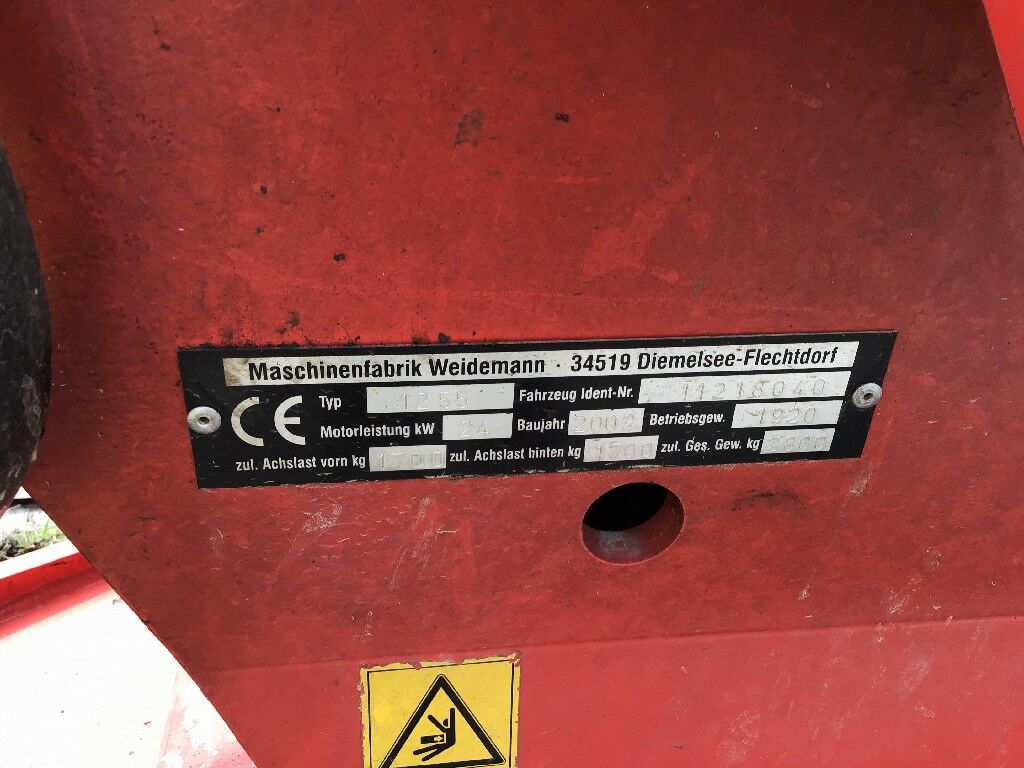 Maschinenfabrik Weidemann · 34519 Diemelsee-Flechtdorf
CE Typ 1255 Fahrzeug Ident-Nr. 11218040
Motorleistung kW 24 Baujahr 2002 Betriebsgew. 1920
zul. Achslast vorn kg 1700 zul. Achslast hinten kg 1700 zul. Ges. Gew. kg 2800